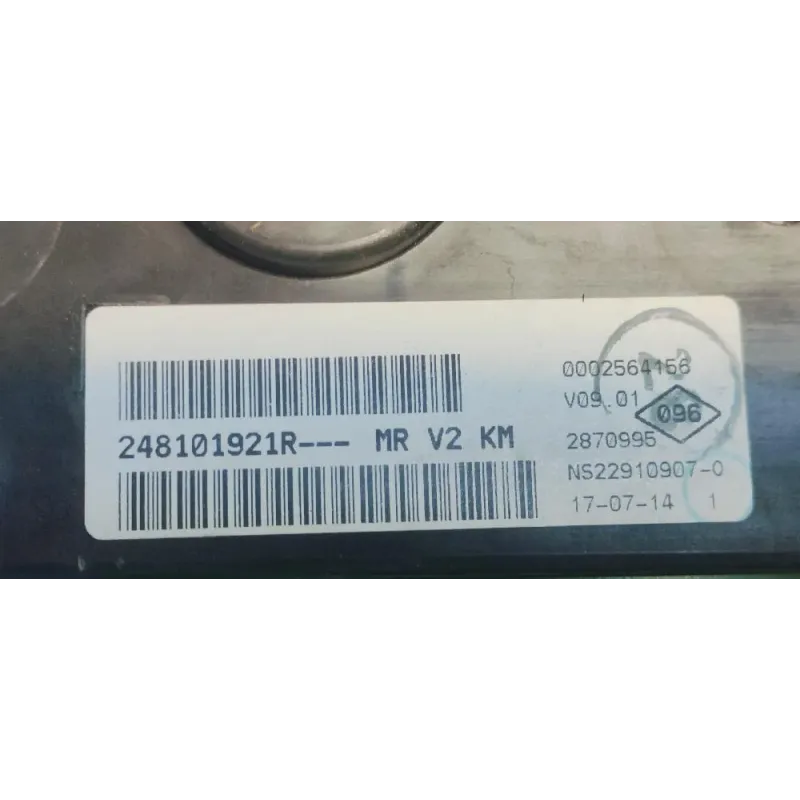 248101921R--- MR V2 KM
0002564156
V09.01
096
2870995
NS22910907-0
17-07-14 1